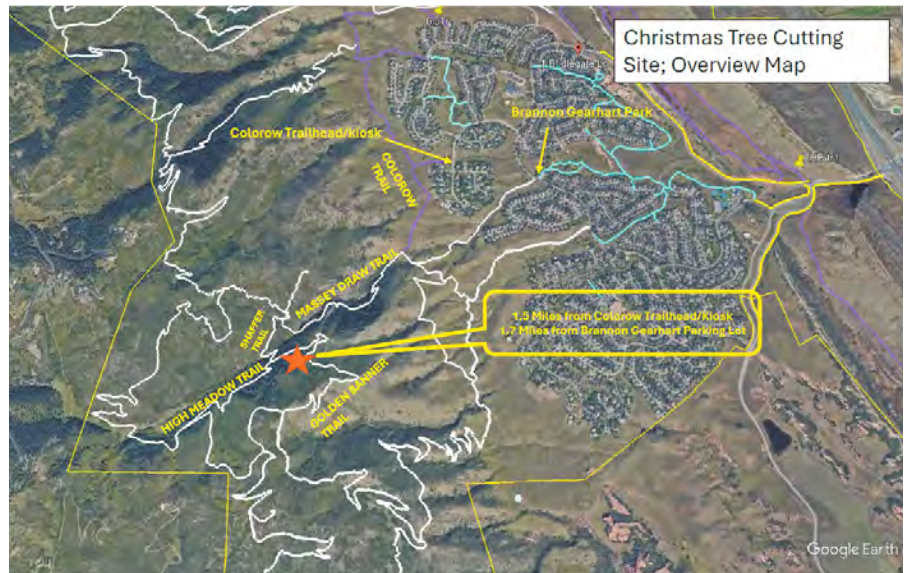 Christmas Tree Cutting
Site; Overview Map
Brannon Gearhart Park
Colorow Trailhead/kiosk
COLOROW
TRAIL
MASSEY DRAW TRAIL
SHAFFER
TRAIL
1.5 Miles from Colorow Trailhead/Kiosk
1.7 Miles from Brannon Gearhart Parking Lot
HIGH MEADOW TRAIL
GOLDEN BANNER
TRAIL
Google Earth